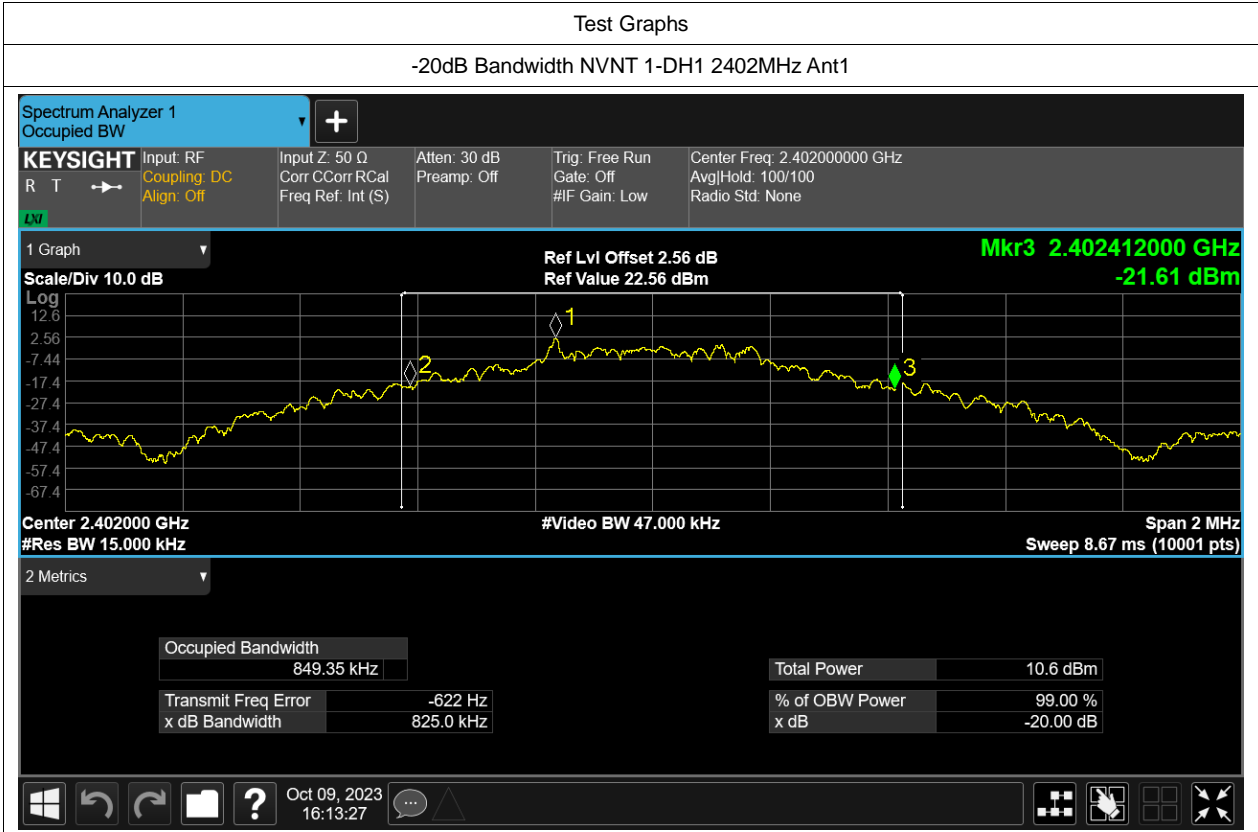 Test Graphs
-20dB Bandwidth NVNT 1-DH1 2402MHz Ant1
Spectrum Analyzer 1
Occupied BW
KEYSIGHT
R T
LXI
Input: RF
Coupling: DC
Align: Off
Input Z: 50 Ω
Corr CCorr RCal
Freq Ref: Int (S)
Atten: 30 dB
Preamp: Off
Trig: Free Run
Gate: Off
#IF Gain: Low
Center Freq: 2.402000000 GHz
Avg|Hold: 100/100
Radio Std: None
1 Graph
Scale/Div 10.0 dB
Ref Lvl Offset 2.56 dB
Ref Value 22.56 dBm
Mkr3 2.402412000 GHz
-21.61 dBm
Log
12.6
2.56
-7.44
-17.4
-27.4
-37.4
-47.4
-57.4
-67.4
1
2
3
Center 2.402000 GHz
#Res BW 15.000 kHz
#Video BW 47.000 kHz
Span 2 MHz
Sweep 8.67 ms (10001 pts)
2 Metrics
Occupied Bandwidth
849.35 kHz
Transmit Freq Error -622 Hz
x dB Bandwidth 825.0 kHz
Total Power 10.6 dBm
% of OBW Power 99.00 %
x dB -20.00 dB
?
Oct 09, 2023
16:13:27